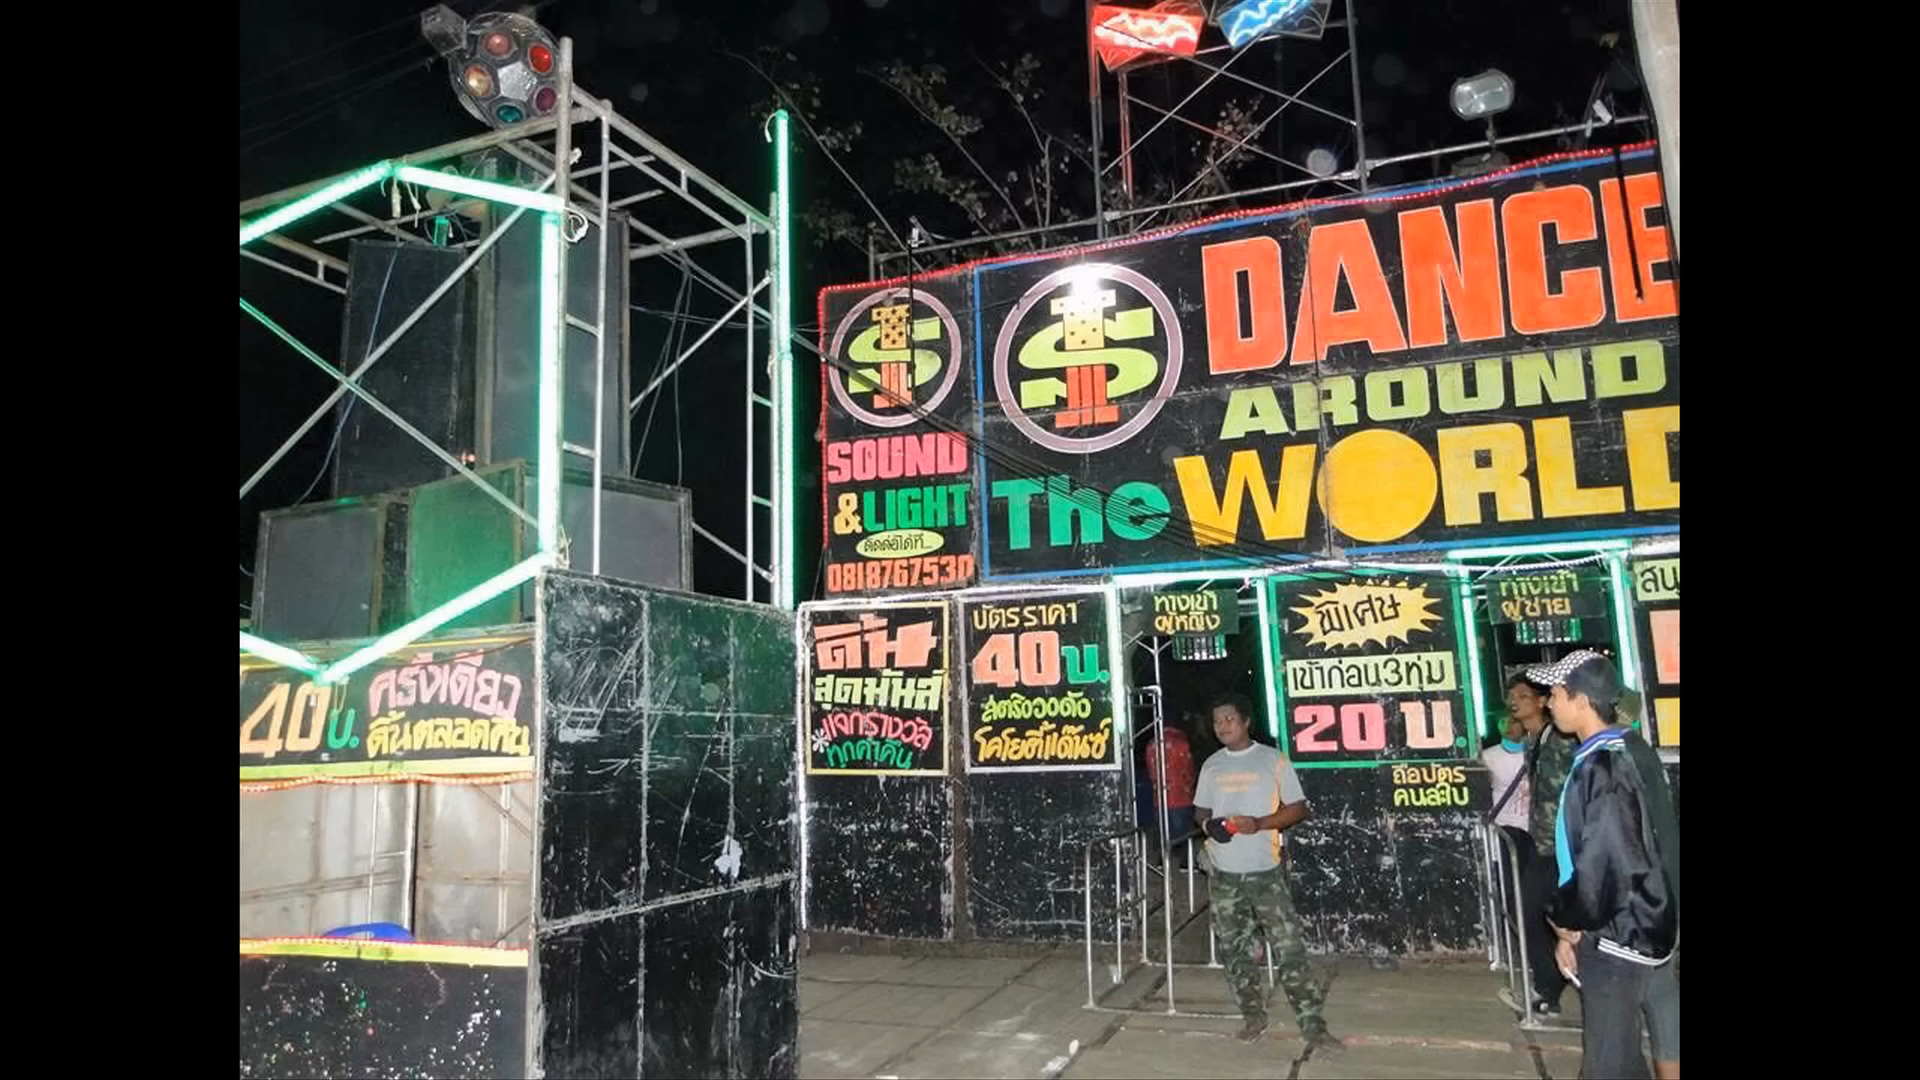 DANCE
AROUND
The WORLD
SOUND
& LIGHT
ติดต่อได้ที่...
0818767530
40 บ. ครั้งเดียว
ดิ้นตลอดคืน
ดิ้น
สุดมันส์
แจกรางวัล
ทุกค่ำคืน
บัตรราคา
40 บ.
สตริงวงดัง
โคโยตี้แด๊นซ์
ทางเข้า
ผู้หญิง
พิเศษ
เข้าก่อน3ทุ่ม
20 บ.
ถือบัตร
คนละใบ
ทางเข้า
ผู้ชาย